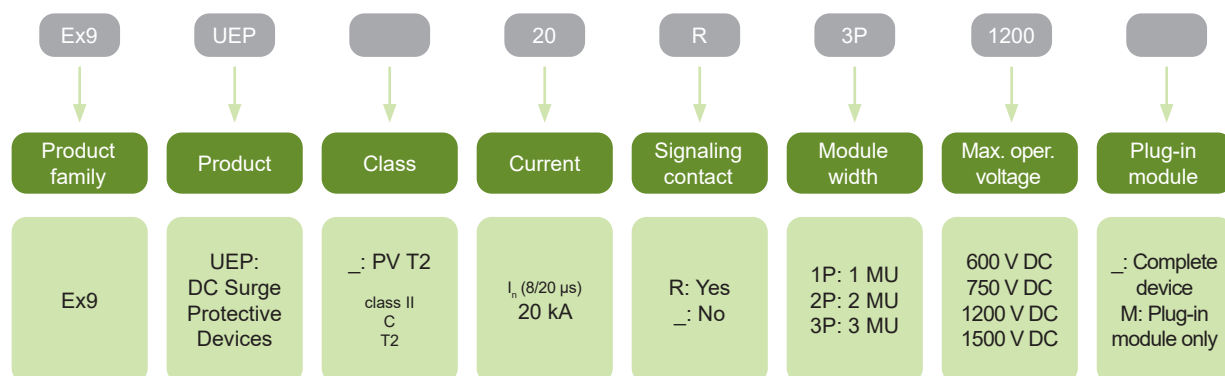 Ex9
UEP
20
R
3P
1200
Product
family
Product
Class
Current
Signaling
contact
Module
width
Max. oper.
voltage
Plug-in
module
Ex9
UEP:
DC Surge
Protective
Devices
_: PV T2
class II
C
T2
In (8/20 µs)
20 kA
R: Yes
_: No
1P: 1 MU
2P: 2 MU
3P: 3 MU
600 V DC
750 V DC
1200 V DC
1500 V DC
_: Complete
device
M: Plug-in
module only